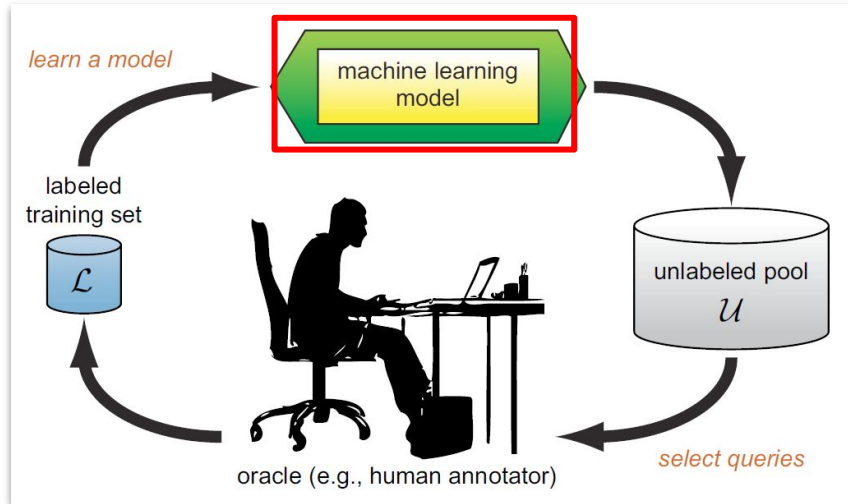 learn a model
machine learning
model
labeled
training set
ℒ
unlabeled pool
𝒰
oracle (e.g., human annotator)
select queries